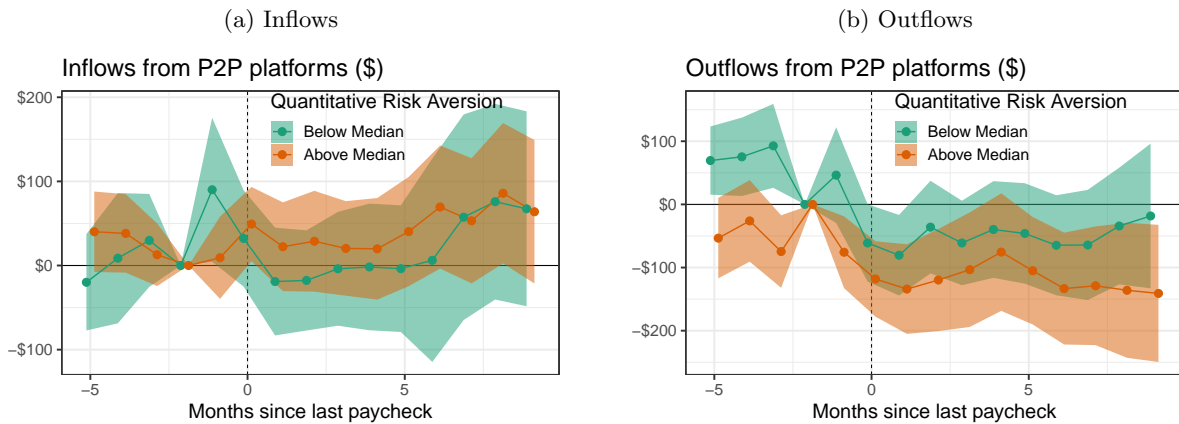 (a) Inflows
Inflows from P2P platforms ($)
Quantitative Risk Aversion
Below Median
Above Median
$200
$100
$0
−$100
−5
0
5
Months since last paycheck
(b) Outflows
Outflows from P2P platforms ($)
Quantitative Risk Aversion
Below Median
Above Median
$100
$0
−$100
−$200
−5
0
5
Months since last paycheck